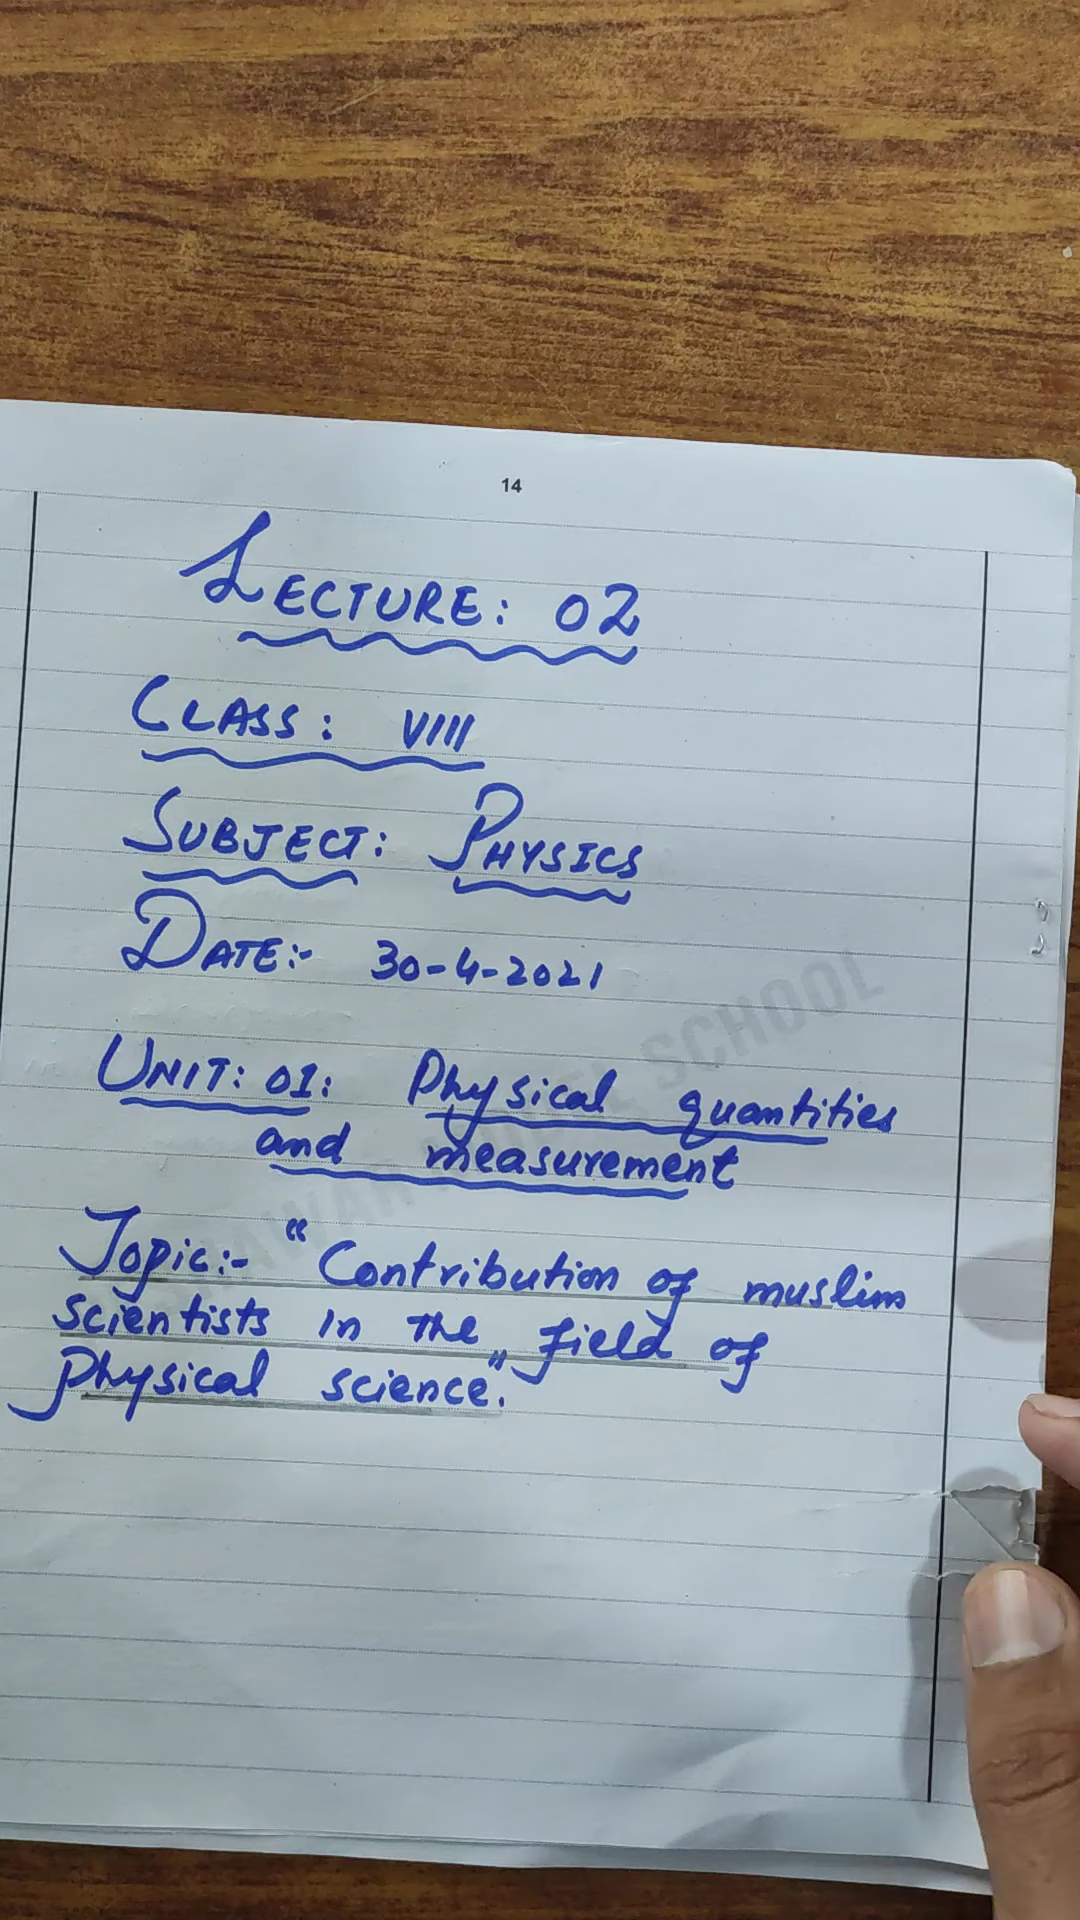 14
LECTURE: 02
CLASS: VIII
SUBJECT: PHYSICS
DATE:- 30-4-2021
UNIT: 01: Physical quantities
and measurement
Topic:- "Contribution of muslim
scientists in the field of
Physical science".
SCHOOL